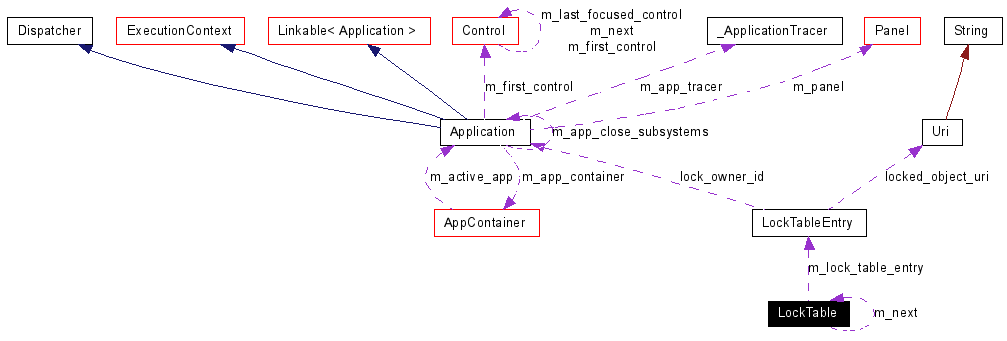 m_last_focused_control
m_next
m_first_control
Dispatcher
ExecutionContext
Linkable< Application >
Control
_ApplicationTracer
Panel
String
m_first_control
m_app_tracer
m_panel
Application
m_app_close_subsystems
Uri
m_active_app
m_app_container
lock_owner_id
locked_object_uri
AppContainer
LockTableEntry
m_lock_table_entry
LockTable
m_next